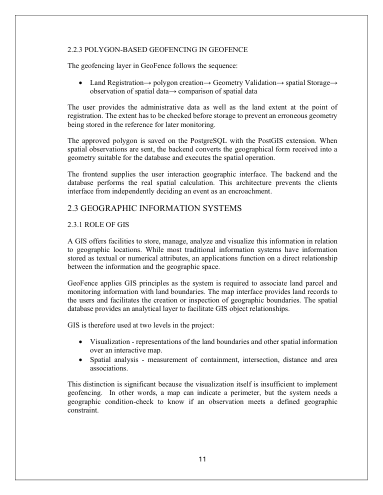 2.2.3 POLYGON-BASED GEOFENCING IN GEOFENCE
The geofencing layer in GeoFence follows the sequence:
• Land Registration→ polygon creation→ Geometry Validation→ spatial Storage→
observation of spatial data→ comparison of spatial data
The user provides the administrative data as well as the land extent at the point of
registration. The extent has to be checked before storage to prevent an erroneous geometry
being stored in the reference for later monitoring.
The approved polygon is saved on the PostgreSQL with the PostGIS extension. When
spatial observations are sent, the backend converts the geographical form received into a
geometry suitable for the database and executes the spatial operation.
The frontend supplies the user interaction geographic interface. The backend and the
database performs the real spatial calculation. This architecture prevents the clients
interface from independently deciding an event as an encroachment.
2.3 GEOGRAPHIC INFORMATION SYSTEMS
2.3.1 ROLE OF GIS
A GIS offers facilities to store, manage, analyze and visualize this information in relation
to geographic locations. While most traditional information systems have information
stored as textual or numerical attributes, an applications function on a direct relationship
between the information and the geographic space.
GeoFence applies GIS principles as the system is required to associate land parcel and
monitoring information with land boundaries. The map interface provides land records to
the users and facilitates the creation or inspection of geographic boundaries. The spatial
database provides an analytical layer to facilitate GIS object relationships.
GIS is therefore used at two levels in the project:
• Visualization - representations of the land boundaries and other spatial information
over an interactive map.
• Spatial analysis - measurement of containment, intersection, distance and area
associations.
This distinction is significant because the visualization itself is insufficient to implement
geofencing. In other words, a map can indicate a perimeter, but the system needs a
geographic condition-check to know if an observation meets a defined geographic
constraint.
11